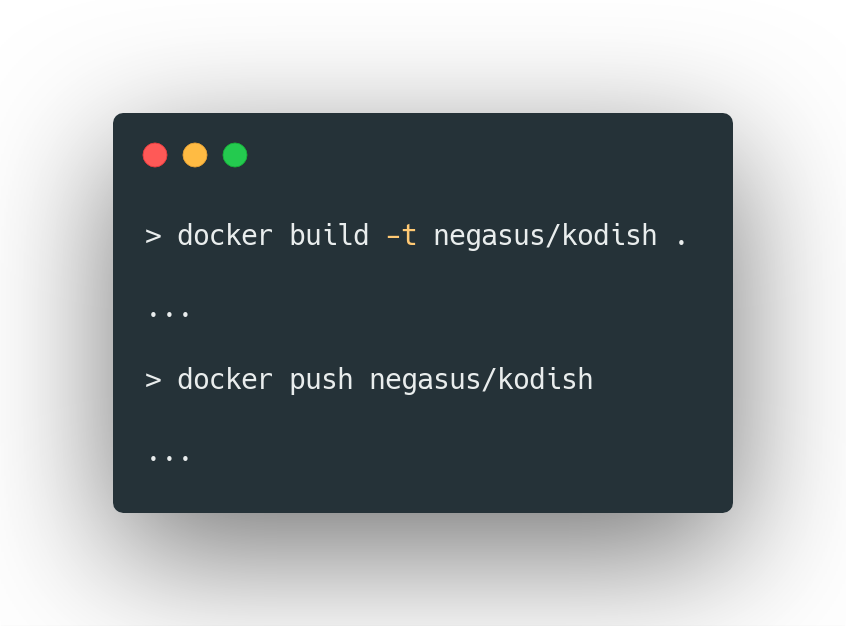 > docker build -t negasus/kodish .
...
> docker push negasus/kodish
...